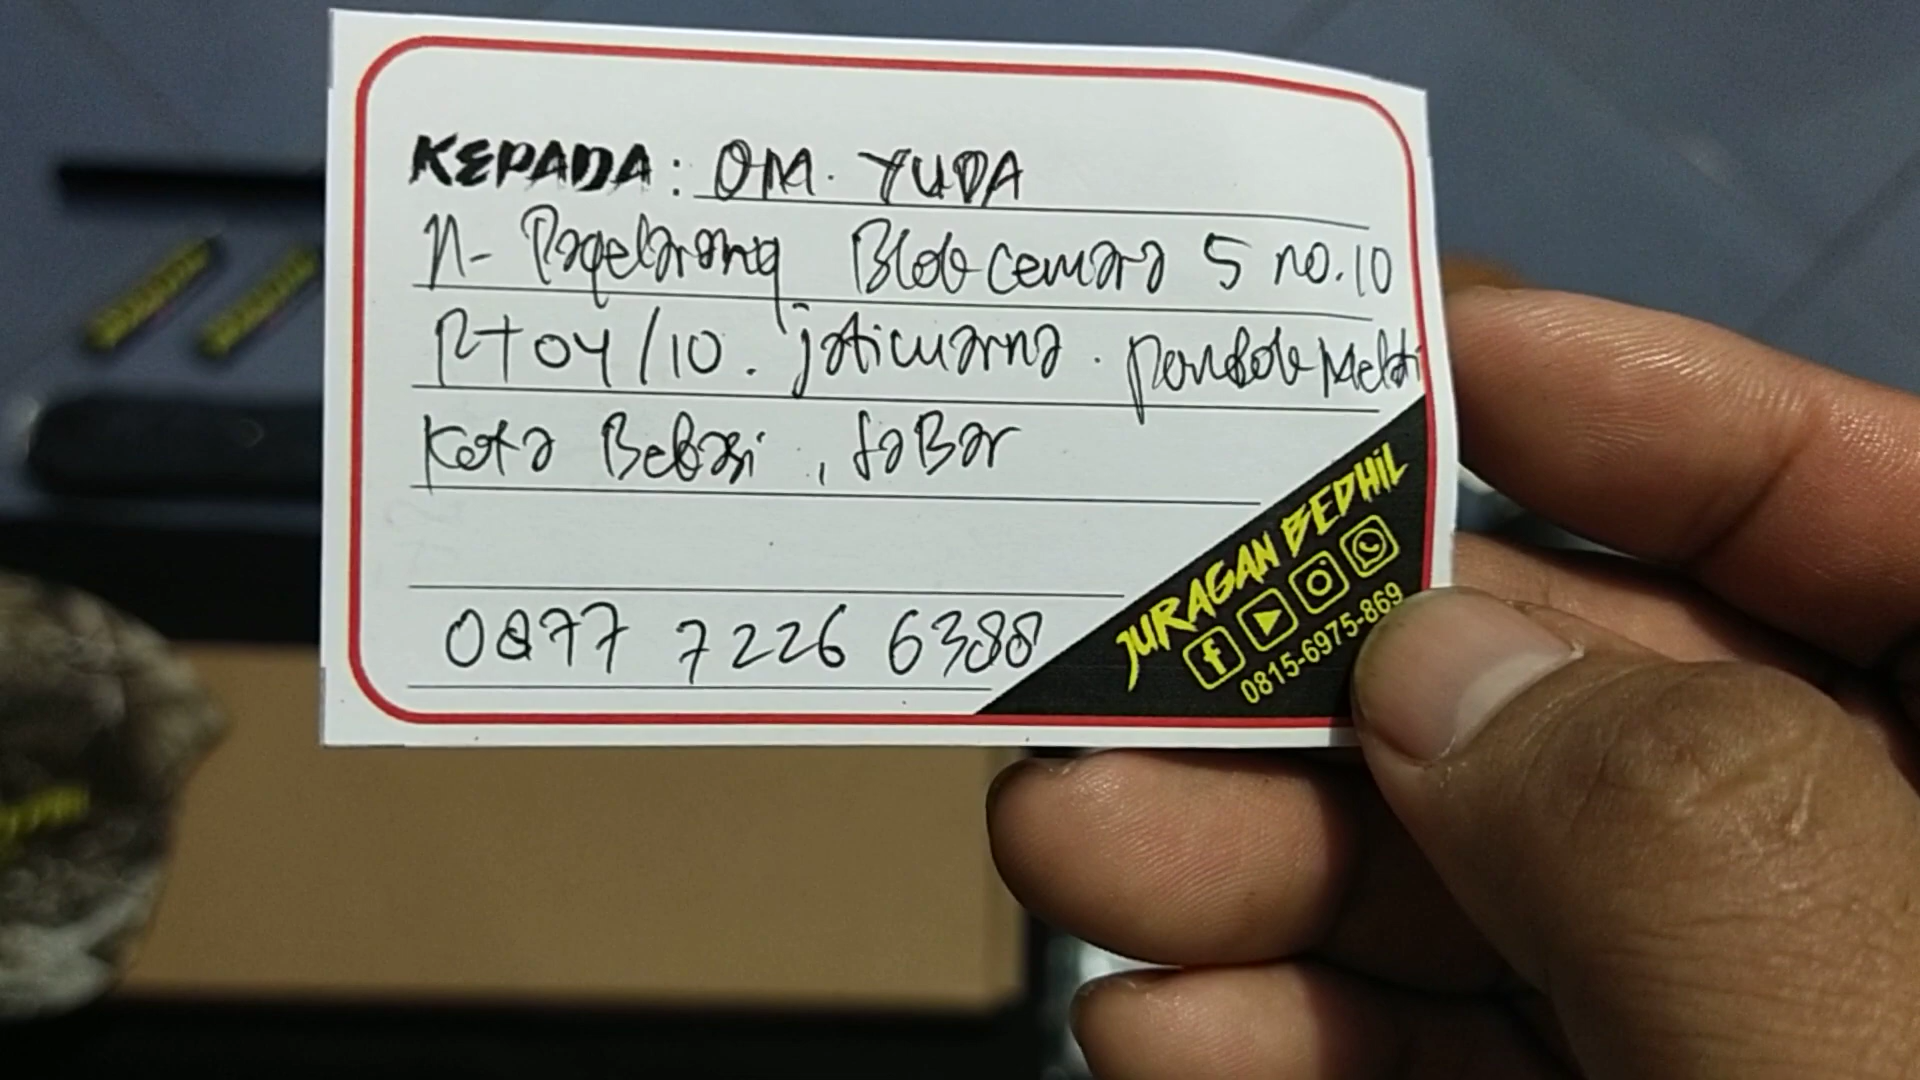 KEPADA: OM. YUDA
Jl- Pagelarang Blok cemara 5 no.10
RT 04/10. jaticuarna. pondok Melati
Kota Bekasi, JaBar
0877 7226 6388
JURAGAN BEDHiL
0815-6975-869